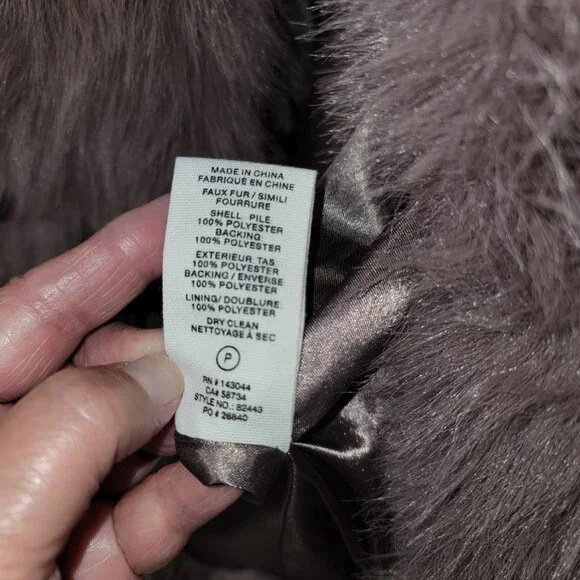 MADE IN CHINA
FABRIQUE EN CHINE
FAUX FUR / SIMILI
FOURRURE
SHELL: PILE:
100% POLYESTER
BACKING:
100% POLYESTER
EXTERIEUR: TAS:
100% POLYESTER
BACKING / ENVERSE
100% POLYESTER
LINING/ DOUBLURE:
100% POLYESTER
DRY CLEAN
NETTOYAGE À SEC
P
RN # 143044
CA# 58734
STYLE NO.: 82443
PO # 26840